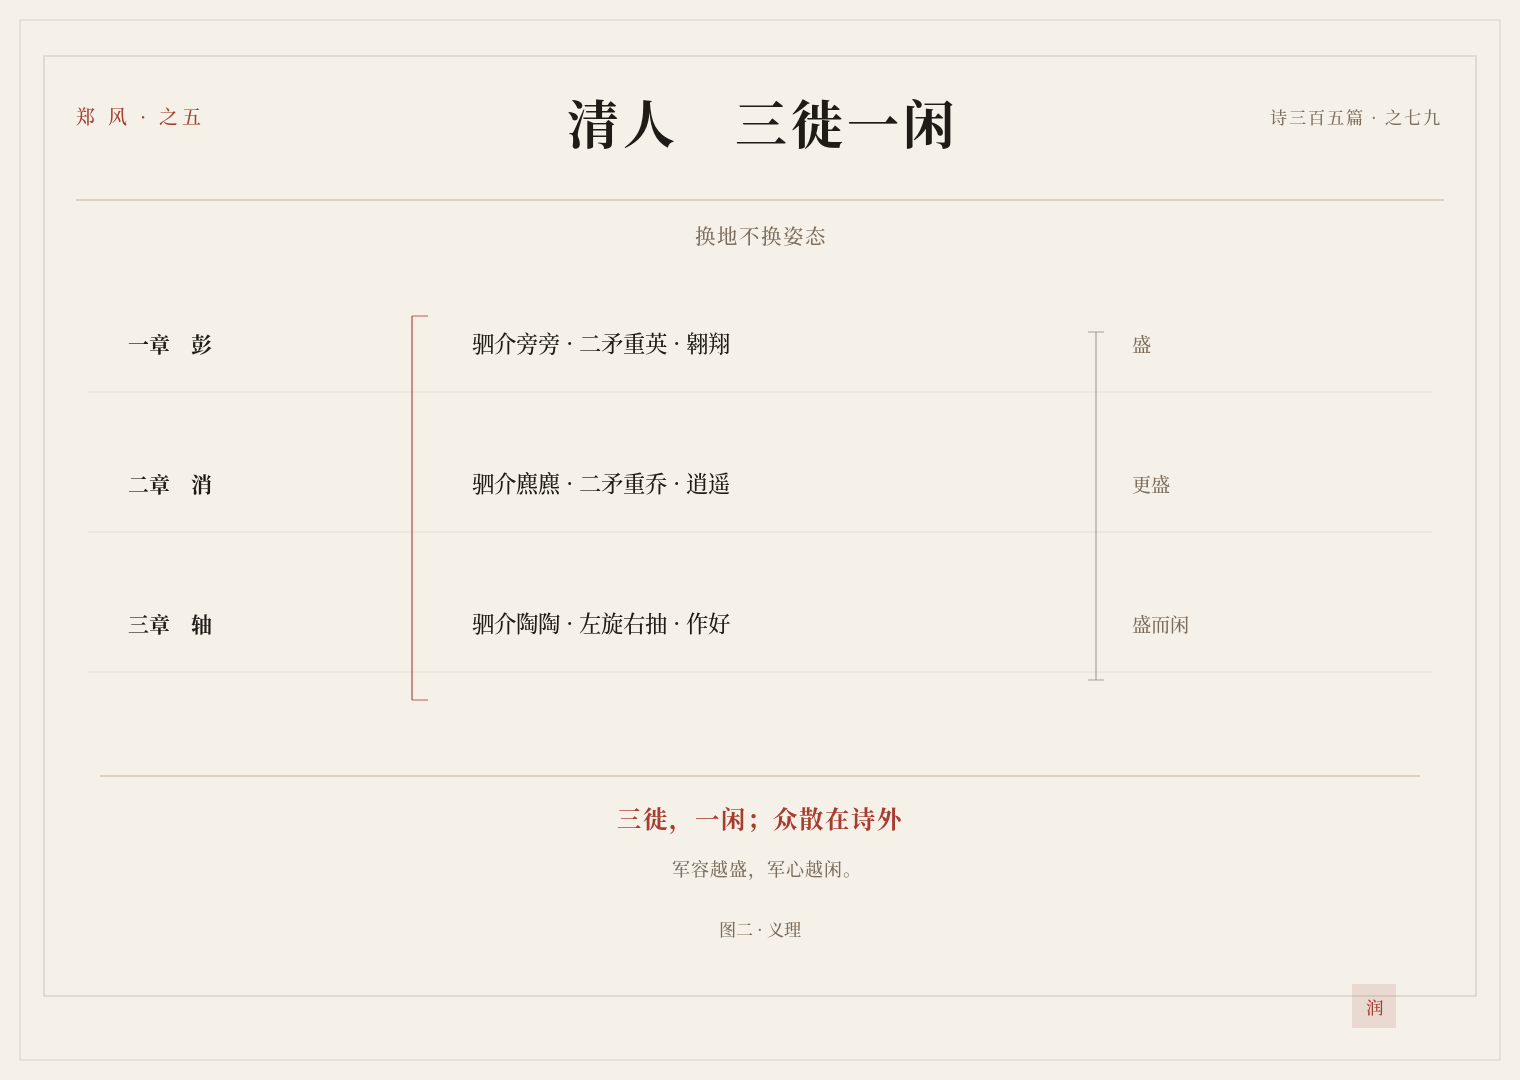 郑 风 · 之五
清人　三徙一闲
诗三百五篇 · 之七九
换地不换姿态
一章　彭
驷介旁旁 · 二矛重英 · 翱翔
盛
二章　消
驷介麃麃 · 二矛重乔 · 逍遥
更盛
三章　轴
驷介陶陶 · 左旋右抽 · 作好
盛而闲
三徙，一闲；众散在诗外
军容越盛，军心越闲。
图二 · 义理
润